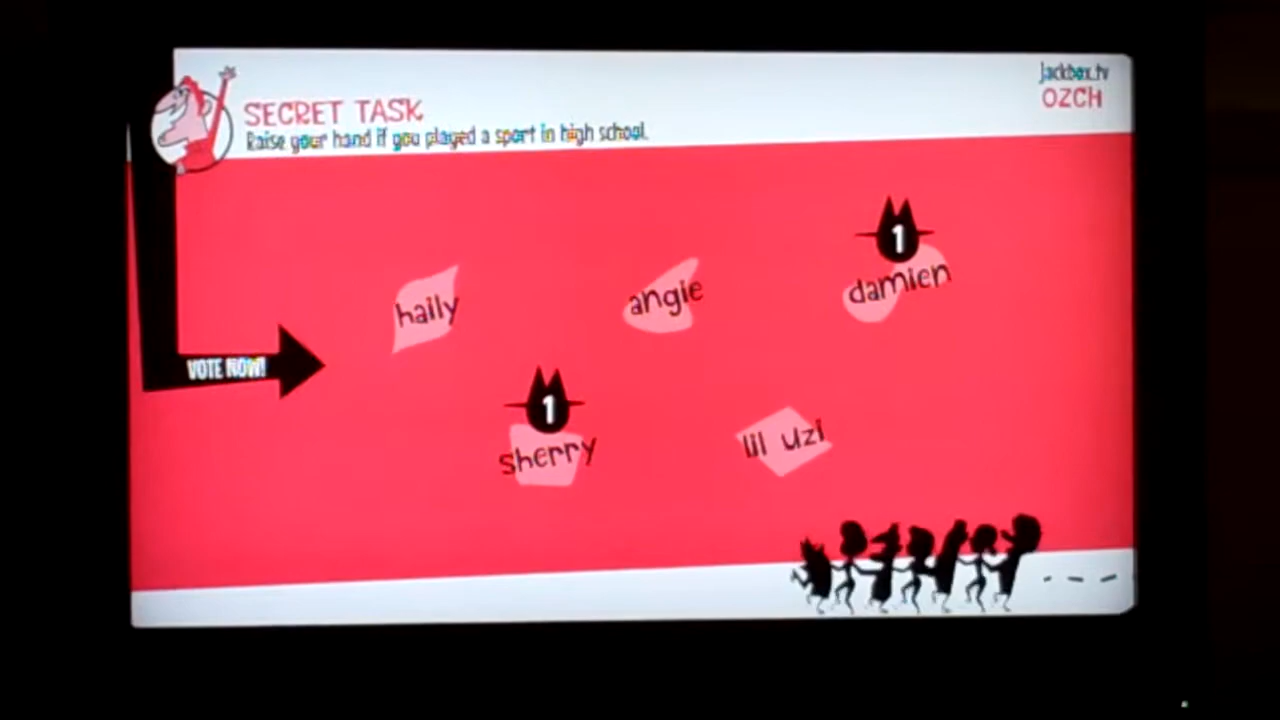 jackbox.tv
OZCH
SECRET TASK
Raise your hand if you played a sport in high school.
1
damien
haily
angie
VOTE NOW!
1
sherry
lil uzi